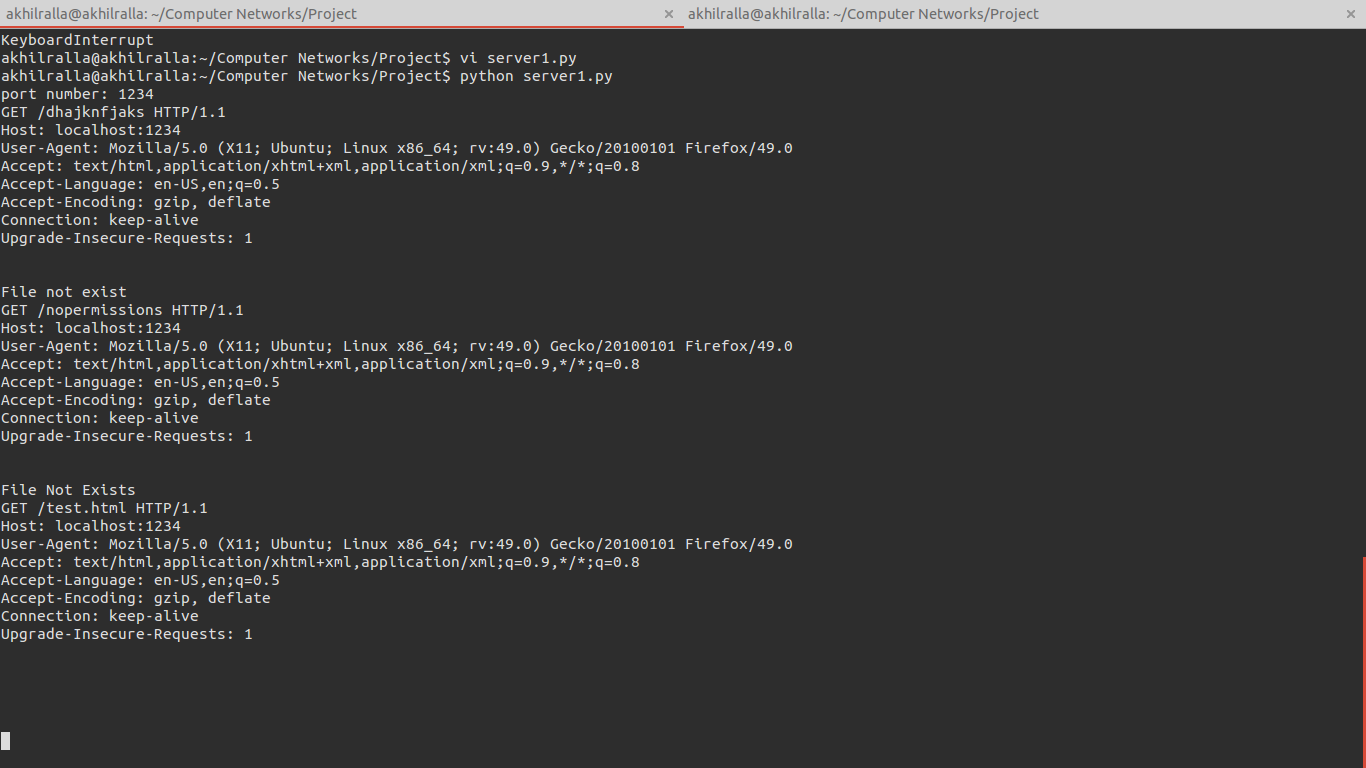 akhilralla@akhilralla: ~/Computer Networks/Project × akhilralla@akhilralla: ~/Computer Networks/Project ×
KeyboardInterrupt
akhilralla@akhilralla:~/Computer Networks/Project$ vi server1.py
akhilralla@akhilralla:~/Computer Networks/Project$ python server1.py
port number: 1234
GET /dhajknfjaks HTTP/1.1
Host: localhost:1234
User-Agent: Mozilla/5.0 (X11; Ubuntu; Linux x86_64; rv:49.0) Gecko/20100101 Firefox/49.0
Accept: text/html,application/xhtml+xml,application/xml;q=0.9,*/*;q=0.8
Accept-Language: en-US,en;q=0.5
Accept-Encoding: gzip, deflate
Connection: keep-alive
Upgrade-Insecure-Requests: 1
File not exist
GET /nopermissions HTTP/1.1
Host: localhost:1234
User-Agent: Mozilla/5.0 (X11; Ubuntu; Linux x86_64; rv:49.0) Gecko/20100101 Firefox/49.0
Accept: text/html,application/xhtml+xml,application/xml;q=0.9,*/*;q=0.8
Accept-Language: en-US,en;q=0.5
Accept-Encoding: gzip, deflate
Connection: keep-alive
Upgrade-Insecure-Requests: 1
File Not Exists
GET /test.html HTTP/1.1
Host: localhost:1234
User-Agent: Mozilla/5.0 (X11; Ubuntu; Linux x86_64; rv:49.0) Gecko/20100101 Firefox/49.0
Accept: text/html,application/xhtml+xml,application/xml;q=0.9,*/*;q=0.8
Accept-Language: en-US,en;q=0.5
Accept-Encoding: gzip, deflate
Connection: keep-alive
Upgrade-Insecure-Requests: 1